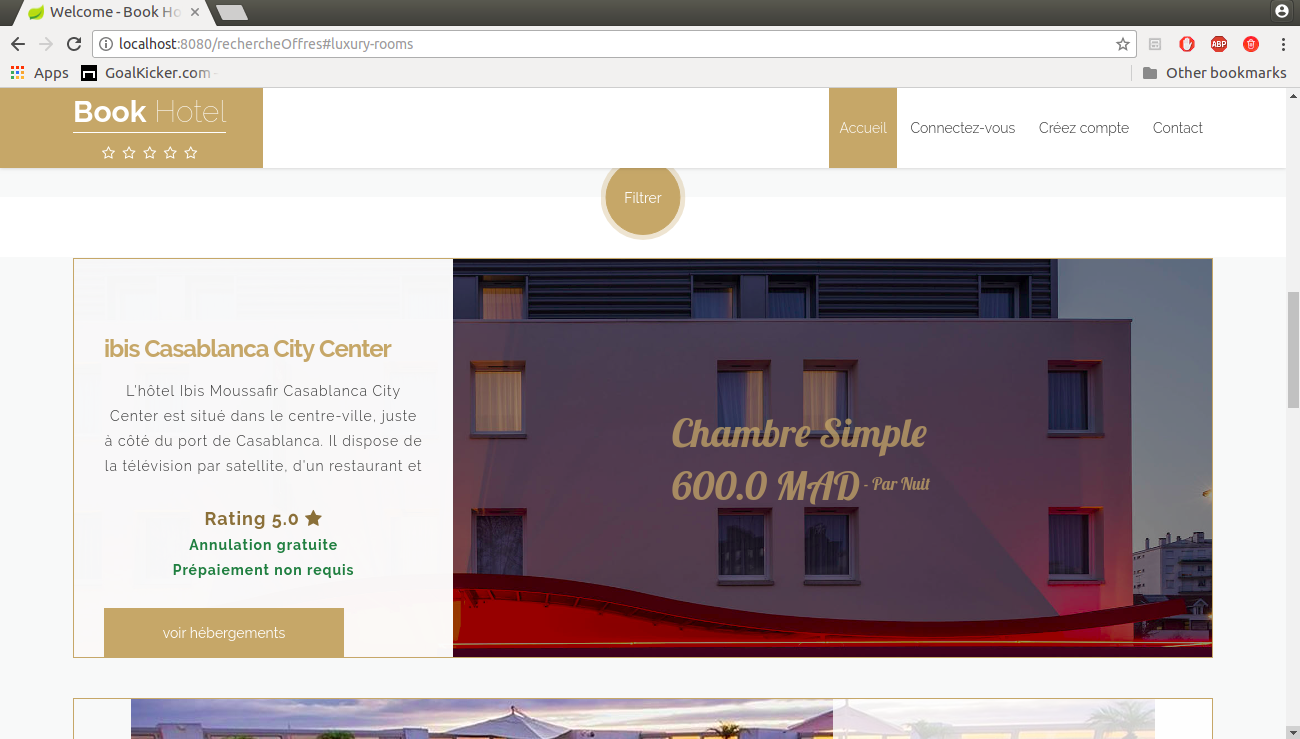 Welcome - Book Ho
localhost:8080/rechercheOffres#luxury-rooms
ABP
Apps
GoalKicker.com
Other bookmarks
Book Hotel
Accueil
Connectez-vous
Créez compte
Contact
Filtrer
ibis Casablanca City Center
L'hôtel Ibis Moussafir Casablanca City
Center est situé dans le centre-ville, juste
à côté du port de Casablanca. Il dispose de
la télévision par satellite, d'un restaurant et
Rating 5.0
Annulation gratuite
Prépaiement non requis
voir hébergements
Chambre Simple
600.0 MAD - Par Nuit